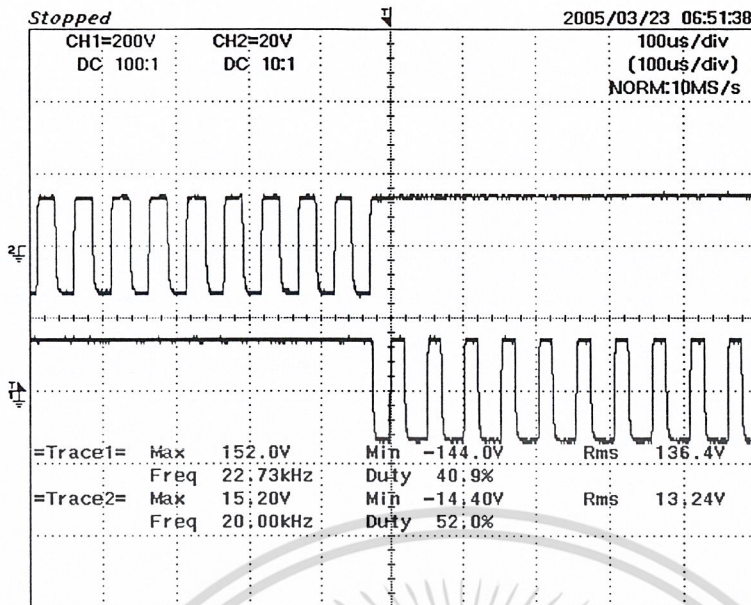 Stopped 2005/03/23 06:51:38
CH1=200V CH2=20V 100us/div
DC 100:1 DC 10:1 (100us/div)
NORM:10MS/s
T
2
T
=Trace1= Max 152.0V Min -144.0V Rms 136.4V
Freq 22.73kHz Duty 40.9%
=Trace2= Max 15.20V Min -14.40V Rms 13.24V
Freq 20.00kHz Duty 52.0%